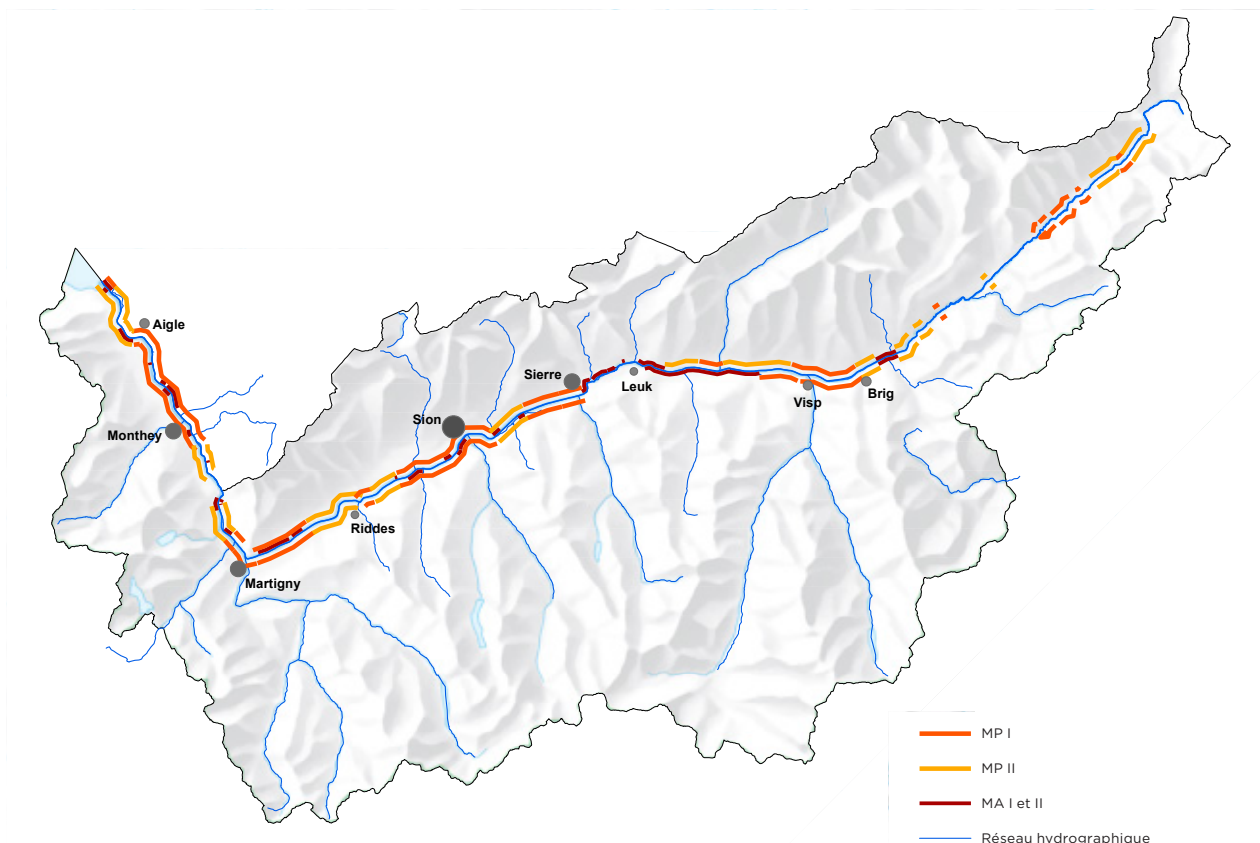 Aigle
Sierre
Leuk
Visp
Brig
Sion
Monthey
Riddes
Martigny
MP I
MP II
MA I et II
Réseau hydrographique